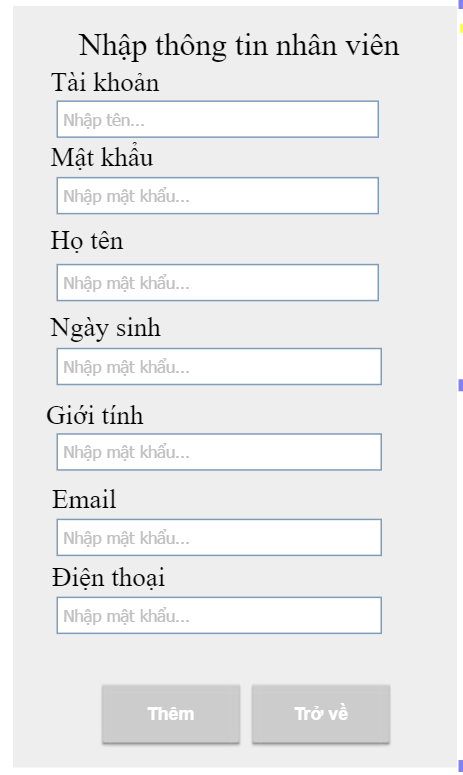 Nhập thông tin nhân viên
Tài khoản
Nhập tên...
Mật khẩu
Nhập mật khẩu...
Họ tên
Nhập mật khẩu...
Ngày sinh
Nhập mật khẩu...
Giới tính
Nhập mật khẩu...
Email
Nhập mật khẩu...
Điện thoại
Nhập mật khẩu...
Thêm Trở về